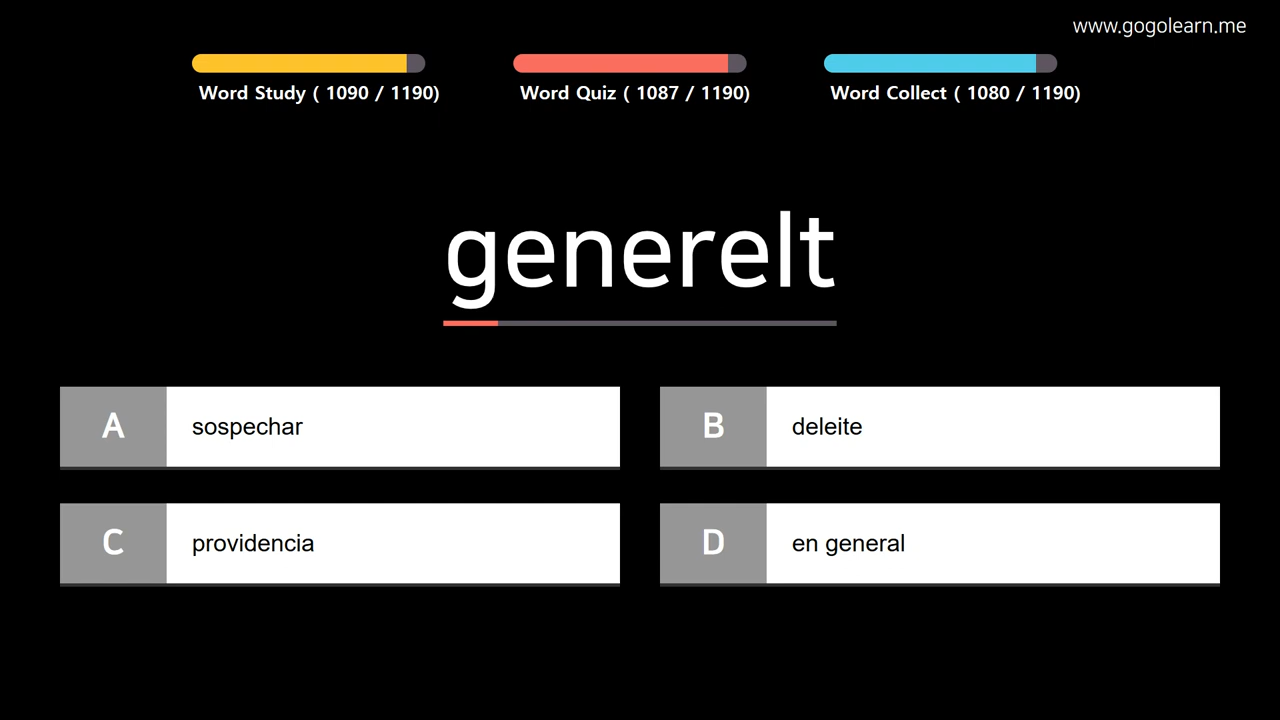 www.gogolearn.me
Word Study ( 1090 / 1190)
Word Quiz ( 1087 / 1190)
Word Collect ( 1080 / 1190)
generelt
A sospechar
B deleite
C providencia
D en general